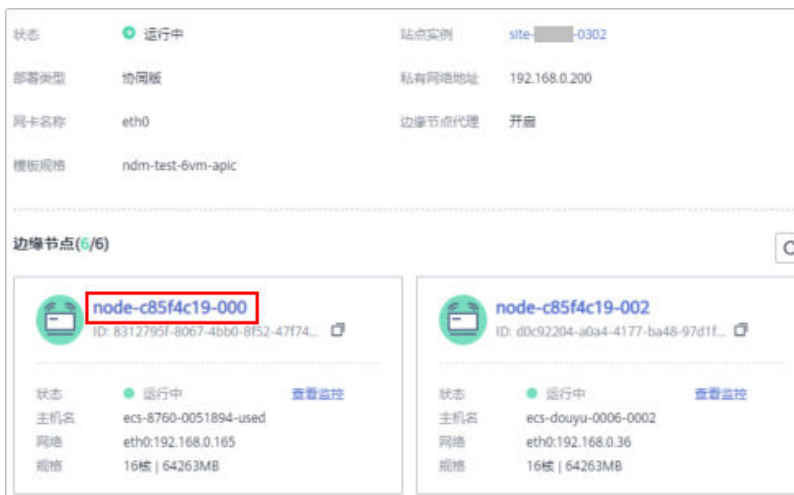 状态 运行中 站点实例 site- -0302
部署类型 协同版 私有网络地址 192.168.0.200
网卡名称 eth0 边缘节点代理 开启
模板规格 ndm-test-6vm-apic
边缘节点(6/6)
node-c85f4c19-000
ID: 8312795f-8067-4bb0-8f52-47f74...
状态 运行中 查看监控
主机名 ecs-8760-0051894-used
网络 eth0:192.168.0.165
规格 16核 | 64263MB
node-c85f4c19-002
ID: d0c92204-a0a4-4177-ba48-97d1f...
状态 运行中 查看监控
主机名 ecs-douyu-0006-0002
网络 eth0:192.168.0.36
规格 16核 | 64263MB